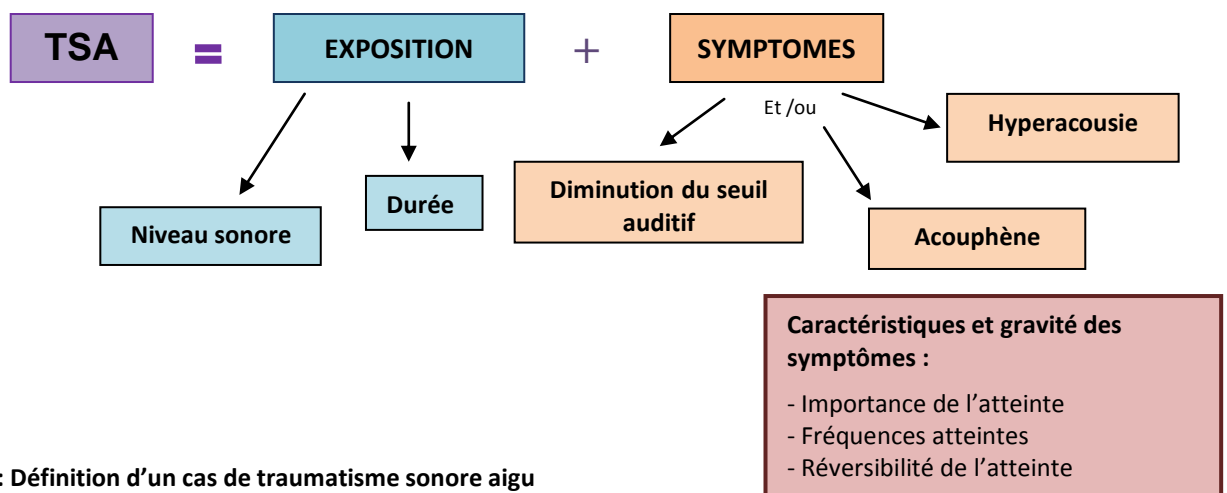 TSA = EXPOSITION + SYMPTOMES
Et /ou
Hyperacousie
Durée
Diminution du seuil
auditif
Niveau sonore
Acouphène
Caractéristiques et gravité des
symptômes :
- Importance de l'atteinte
- Fréquences atteintes
- Réversibilité de l'atteinte
: Définition d'un cas de traumatisme sonore aigu